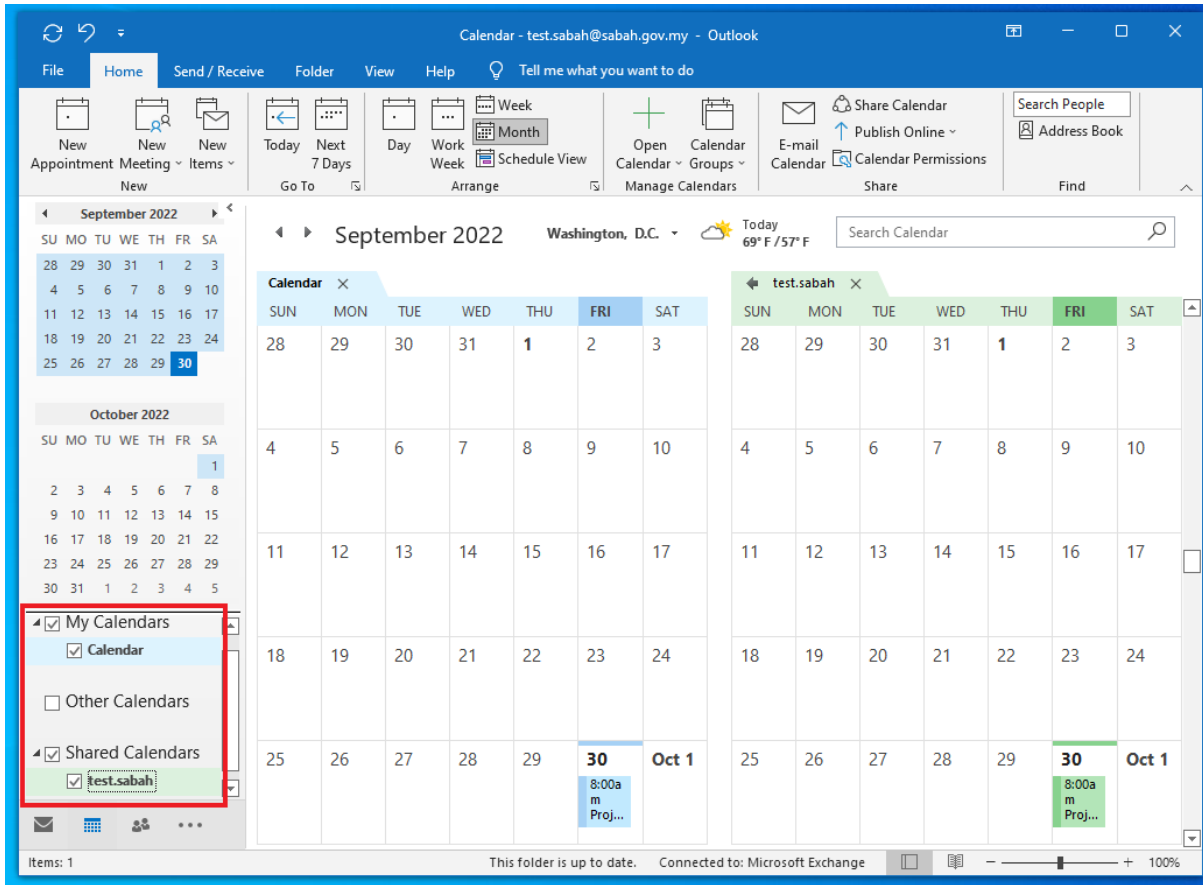 Calendar - test.sabah@sabah.gov.my - Outlook
File Home Send / Receive Folder View Help Tell me what you want to do
New Appointment
New Meeting
New Items
New
Today
Next 7 Days
Go To
Day
Work Week
Week
Month
Schedule View
Arrange
Open Calendar
Calendar Groups
Manage Calendars
E-mail Calendar
Share Calendar
Publish Online
Calendar Permissions
Share
Search People
Address Book
Find
September 2022
SU MO TU WE TH FR SA
28 29 30 31 1 2 3
4 5 6 7 8 9 10
11 12 13 14 15 16 17
18 19 20 21 22 23 24
25 26 27 28 29 30
October 2022
SU MO TU WE TH FR SA
1
2 3 4 5 6 7 8
9 10 11 12 13 14 15
16 17 18 19 20 21 22
23 24 25 26 27 28 29
30 31 1 2 3 4 5
My Calendars
Calendar
Other Calendars
Shared Calendars
test.sabah
September 2022
Washington, D.C.
Today
69° F / 57° F
Search Calendar
Calendar
SUN MON TUE WED THU FRI SAT
28 29 30 31 1 2 3
4 5 6 7 8 9 10
11 12 13 14 15 16 17
18 19 20 21 22 23 24
25 26 27 28 29 30 Oct 1
8:00a
m
Proj...
test.sabah
SUN MON TUE WED THU FRI SAT
28 29 30 31 1 2 3
4 5 6 7 8 9 10
11 12 13 14 15 16 17
18 19 20 21 22 23 24
25 26 27 28 29 30 Oct 1
8:00a
m
Proj...
Items: 1
This folder is up to date.
Connected to: Microsoft Exchange
100%